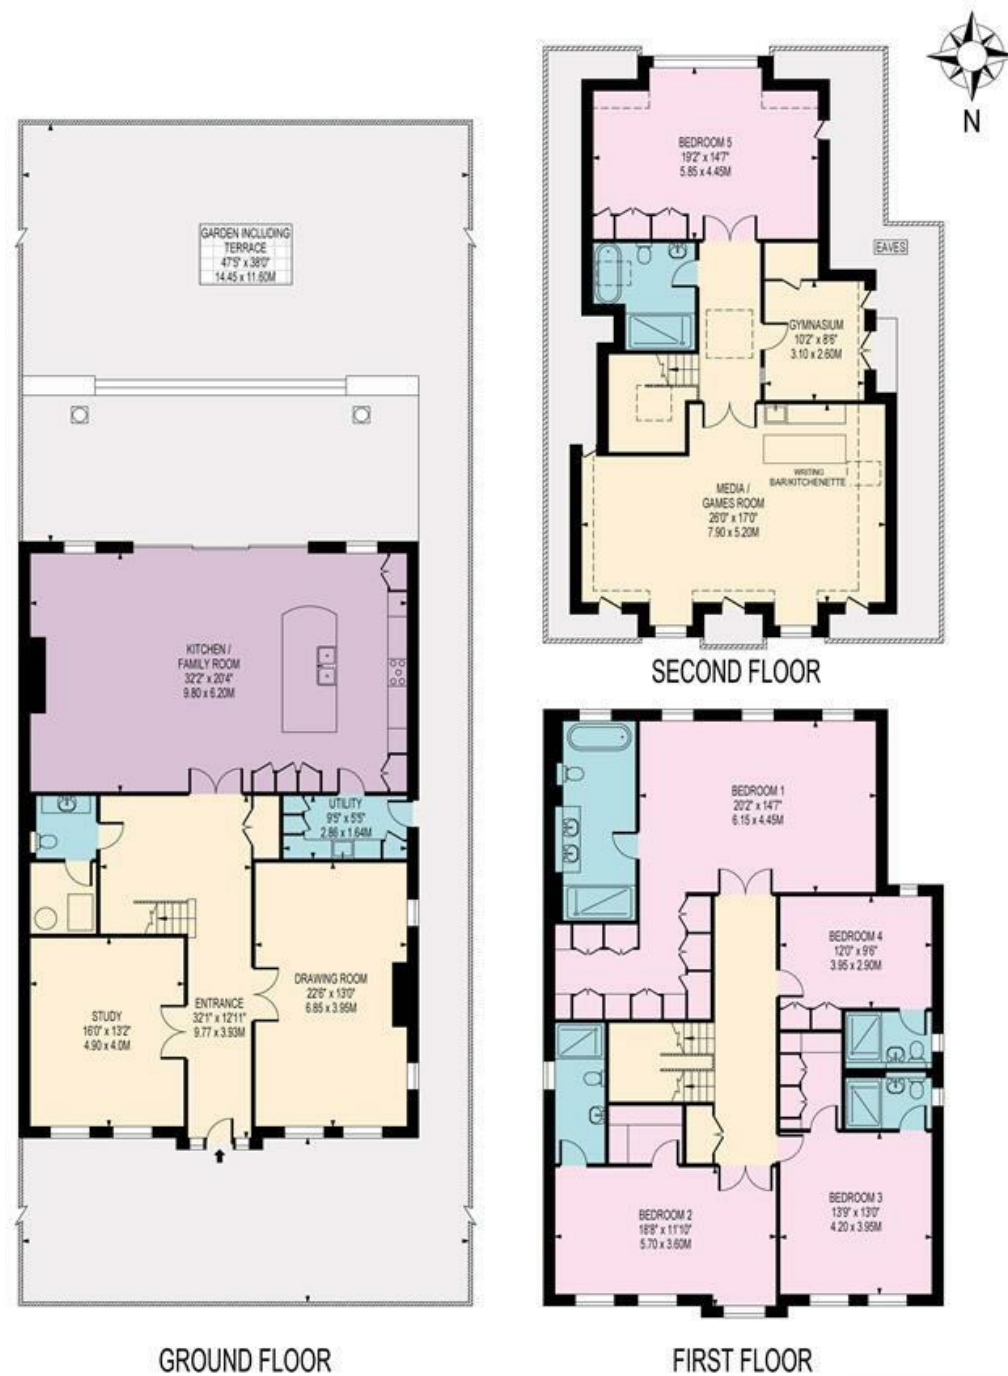 N
BEDROOM 5
19'2" x 14'7"
5.85 x 4.45M
EAVES
GYMNASIUM
10'2" x 8'6"
3.10 x 2.60M
WRITING
BAR/KITCHENETTE
MEDIA /
GAMES ROOM
26'0" x 17'0"
7.90 x 5.20M
SECOND FLOOR
GARDEN INCLUDING
TERRACE
47'5" x 38'0"
14.45 x 11.60M
KITCHEN /
FAMILY ROOM
32'2" x 20'4"
9.80 x 6.20M
UTILITY
9'5" x 5'5"
2.86 x 1.64M
DRAWING ROOM
22'6" x 13'0"
6.85 x 3.95M
ENTRANCE
32'1" x 12'11"
9.77 x 3.93M
STUDY
16'0" x 13'2"
4.90 x 4.0M
GROUND FLOOR
BEDROOM 1
20'2" x 14'7"
6.15 x 4.45M
BEDROOM 4
12'0" x 9'6"
3.95 x 2.90M
BEDROOM 2
18'8" x 11'10"
5.70 x 3.60M
BEDROOM 3
13'9" x 13'0"
4.20 x 3.95M
FIRST FLOOR